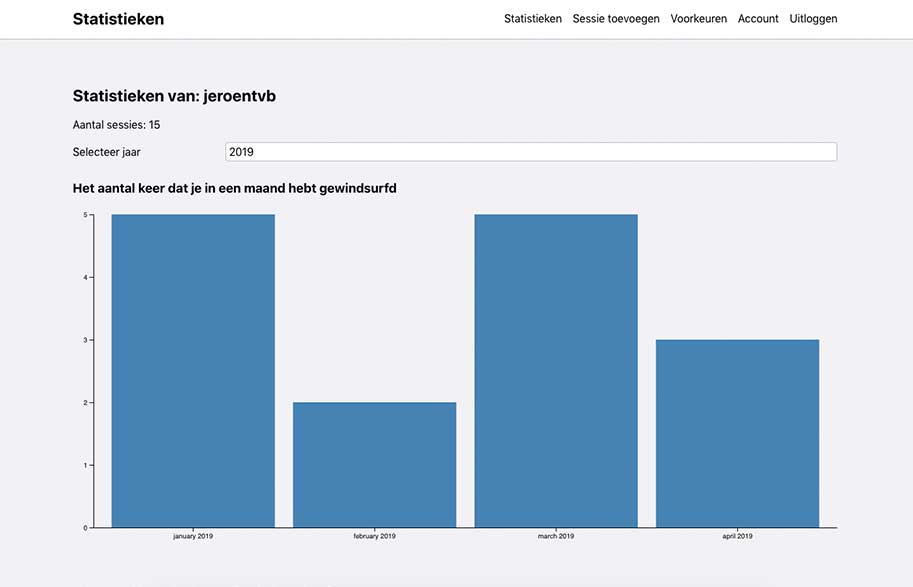 Statistieken
Statistieken Sessie toevoegen Voorkeuren Account Uitloggen
Statistieken van: jeroentvb
Aantal sessies: 15
Selecteer jaar 2019
Het aantal keer dat je in een maand hebt gewindsurfd
5
4
3
2
1
0
january 2019 february 2019 march 2019 april 2019